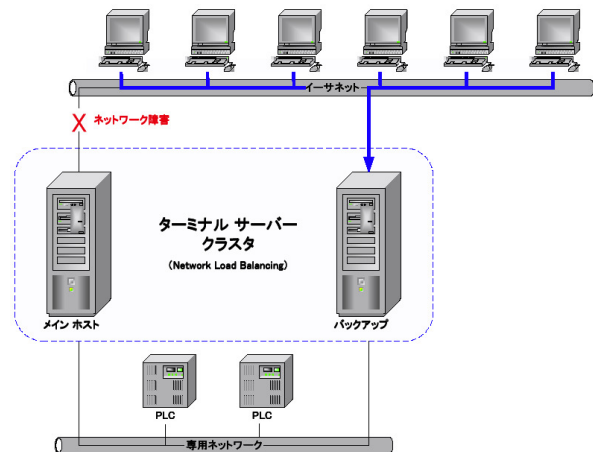 イーサネット
X ネットワーク障害
ターミナル サーバー
クラスタ
(Network Load Balancing)
メイン ホスト
バックアップ
PLC
PLC
専用ネットワーク